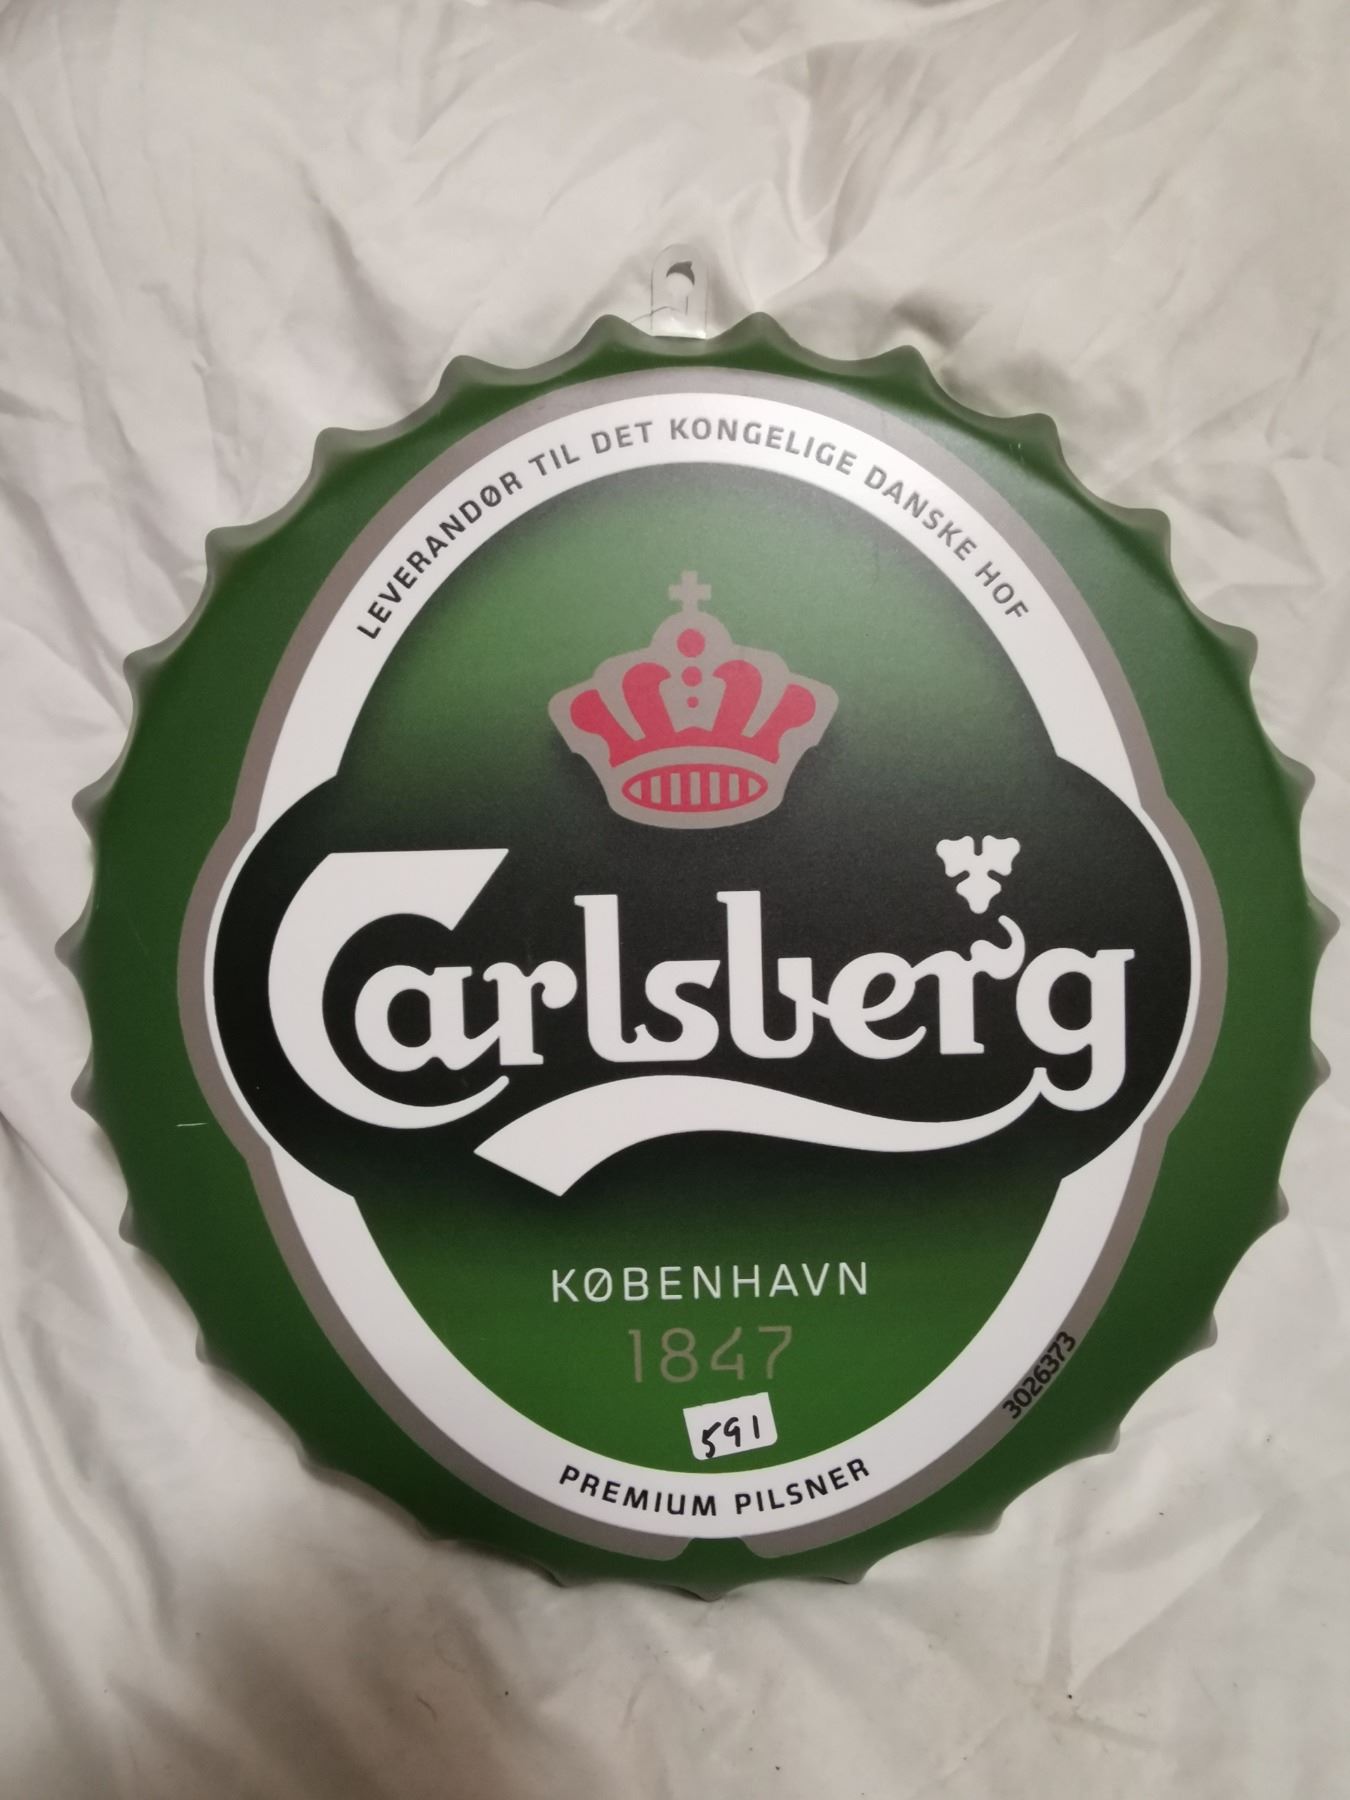 LEVERANDØR TIL DET KONGELIGE DANSKE HOF
Carlsberg
KØBENHAVN
1847
591
PREMIUM PILSNER
3026373